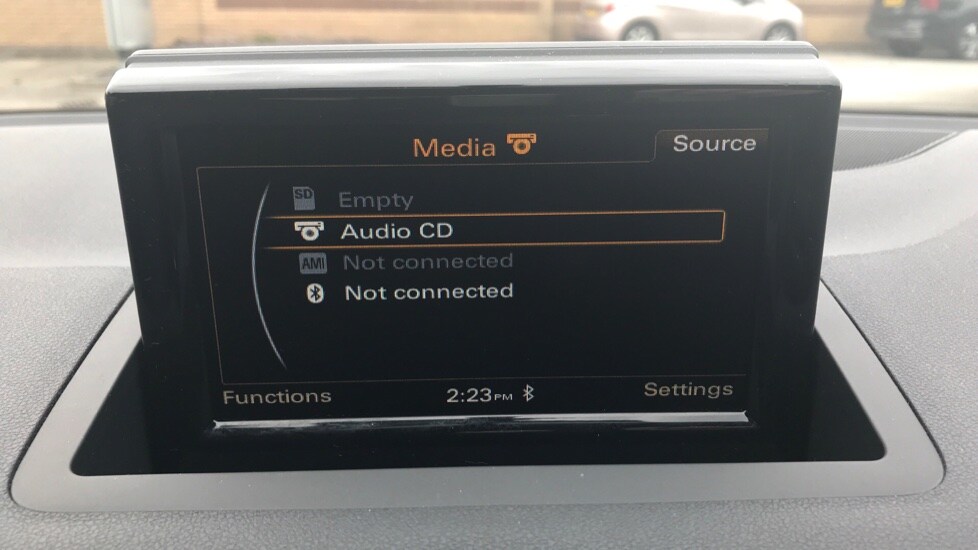 Media Source
SD Empty
Audio CD
AMI Not connected
Not connected
Functions 2:23PM Settings